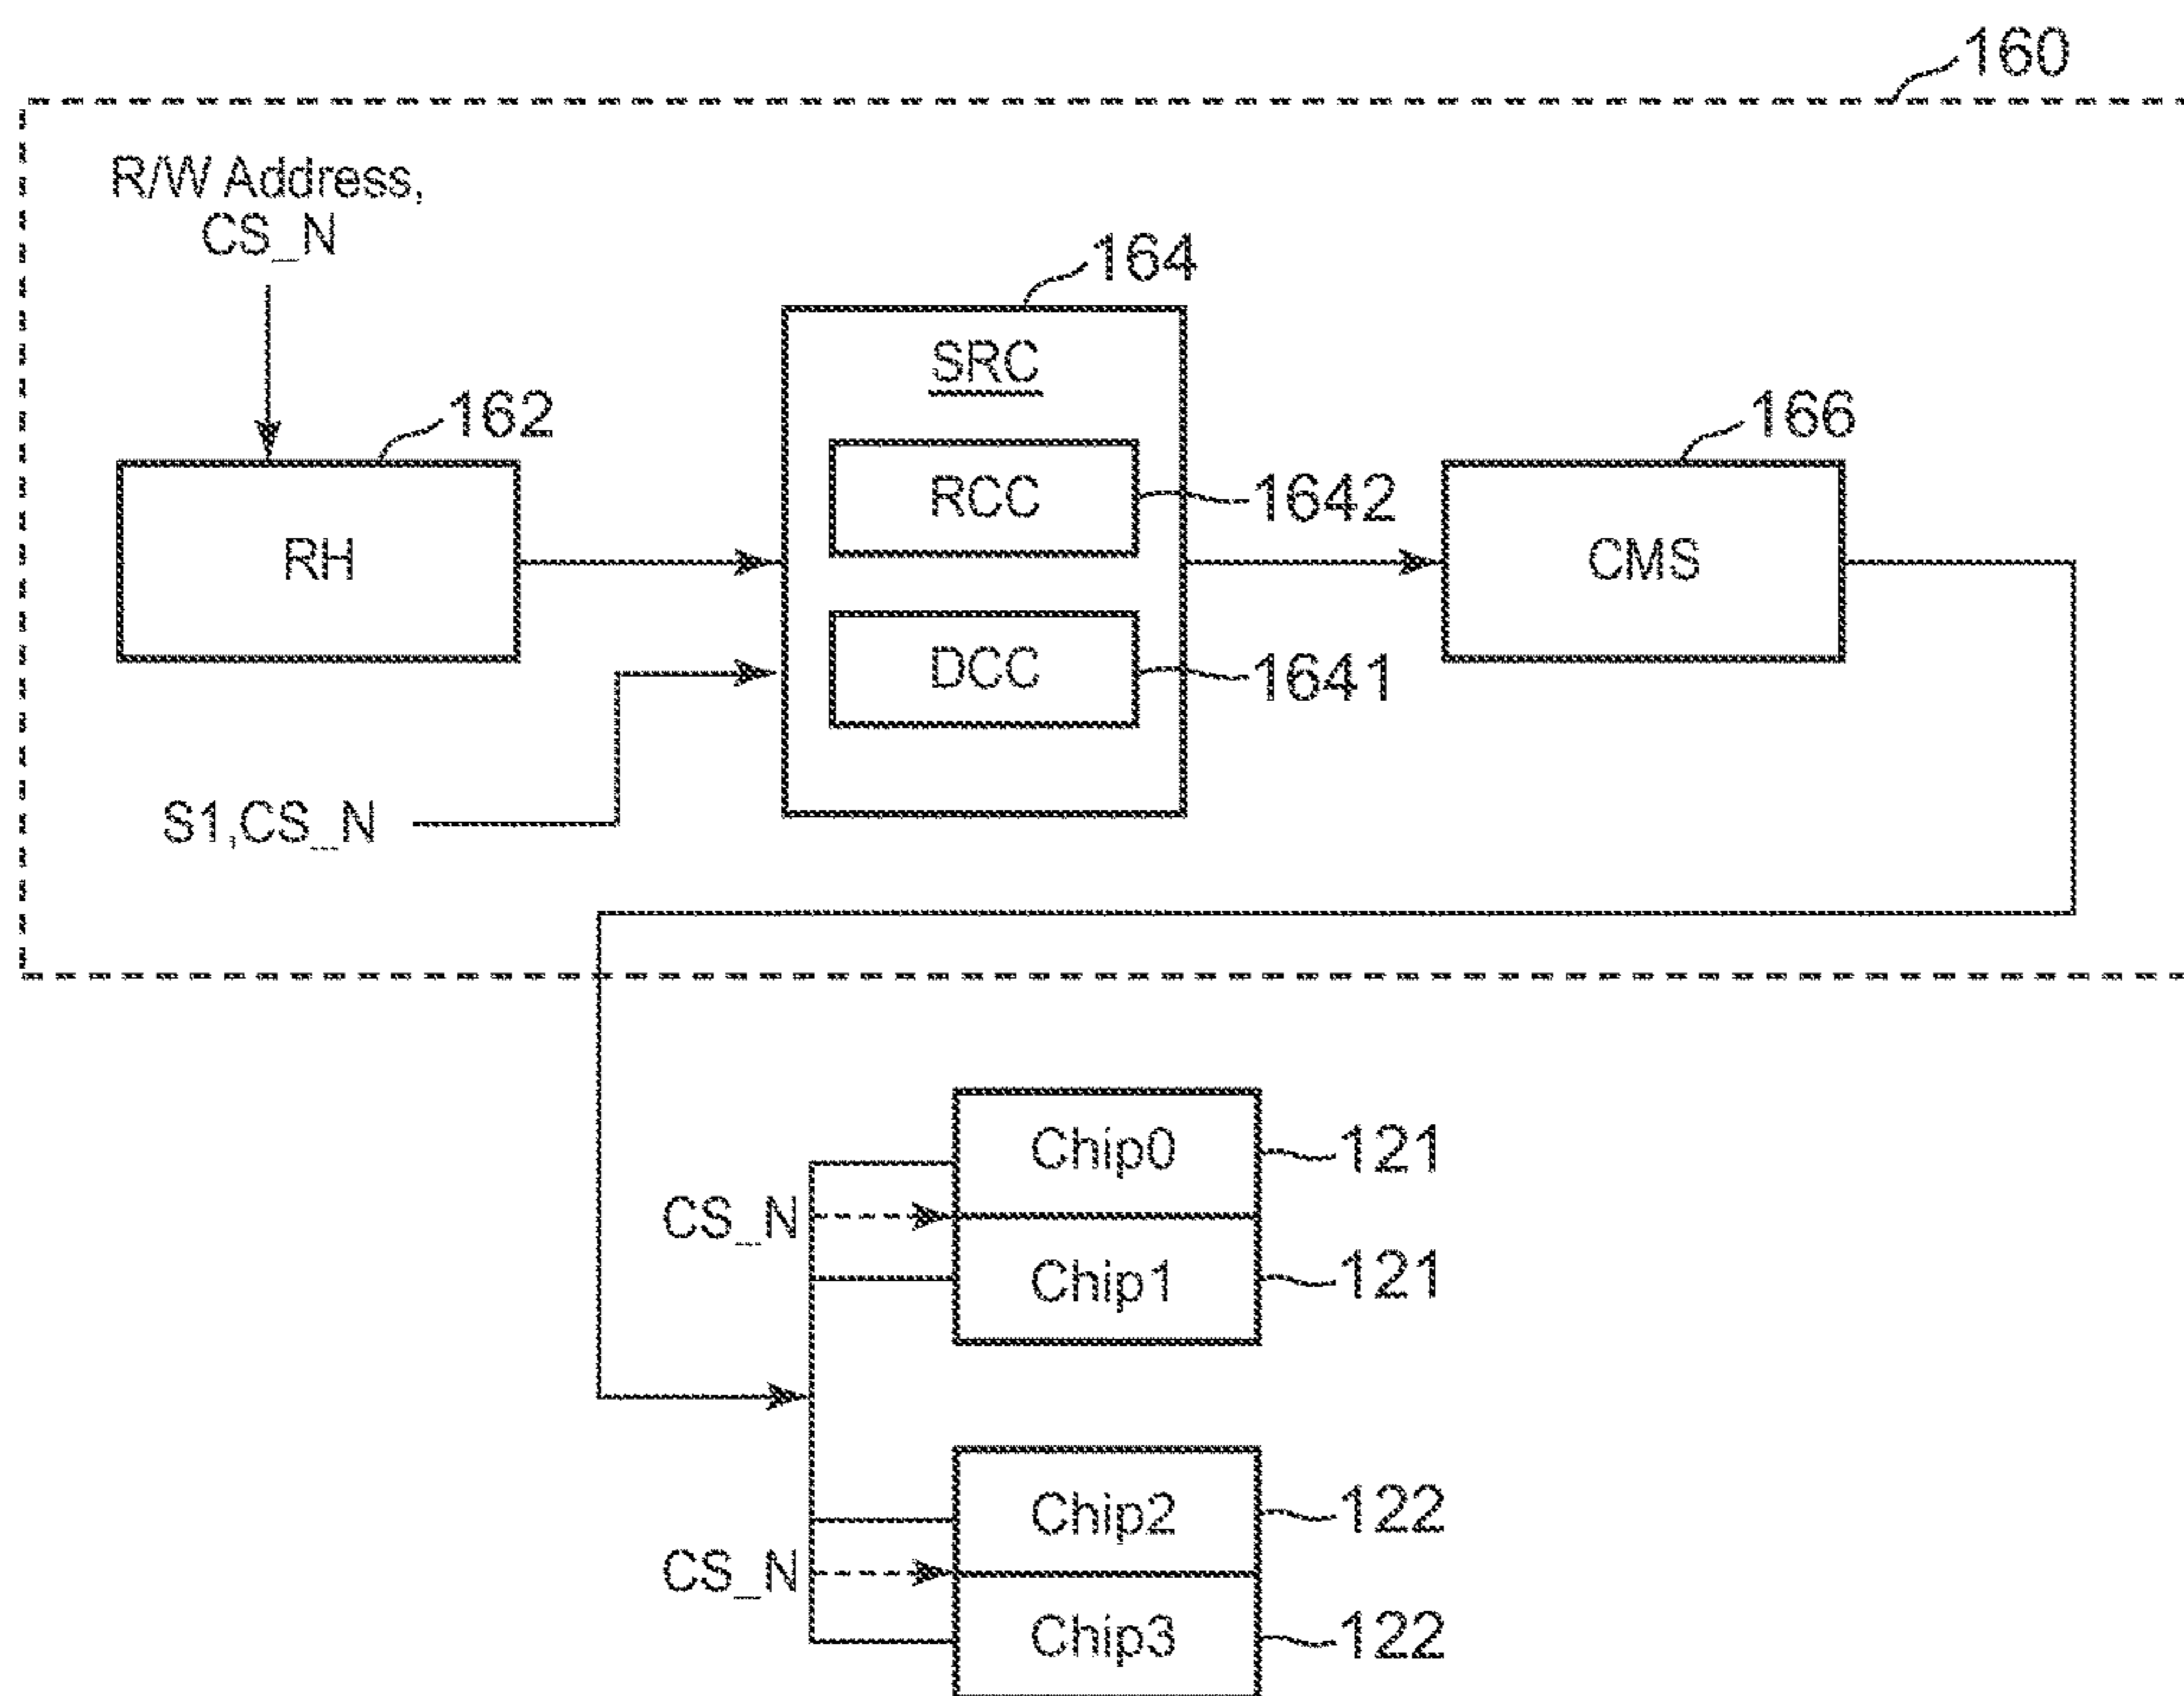 160
R/W Address,
CS_N
164
SRC
162
166
RCC
1642
RH
CMS
DCC
1641
S1,CS_N
Chip0
121
CS_N
Chip1
121
Chip2
122
CS_N
Chip3
122